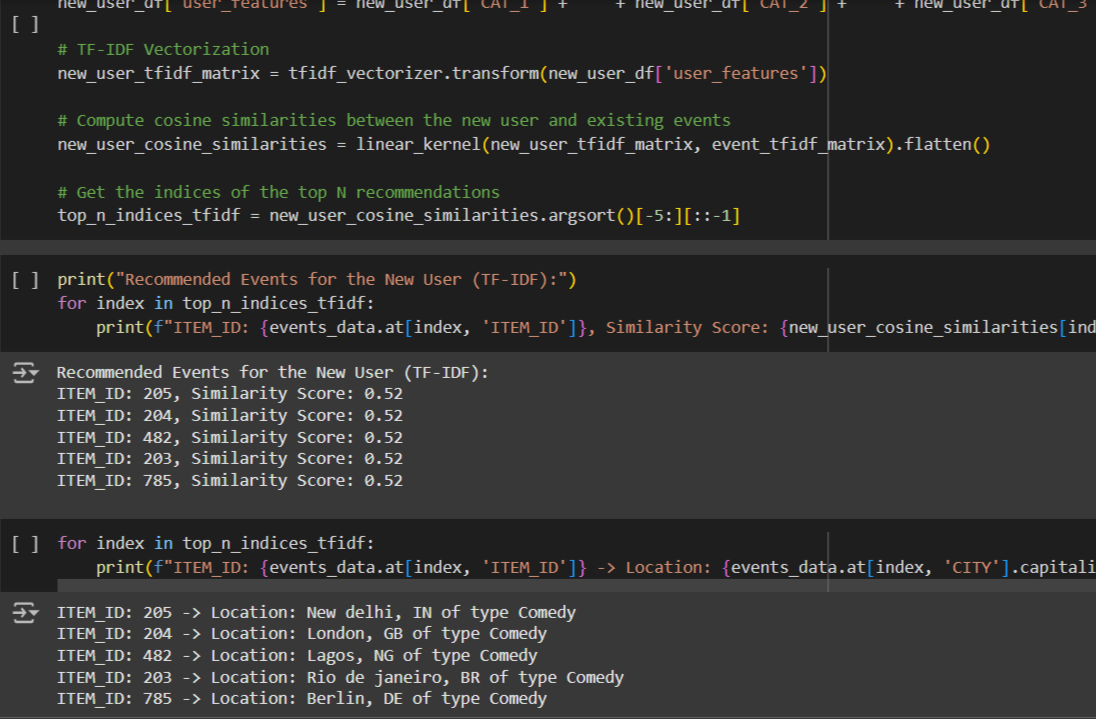 new_user_df['user_features'] = new_user_df['CAT_1'] + ' ' + new_user_df['CAT_2'] + ' ' + new_user_df['CAT_3
[ ]
# TF-IDF Vectorization
new_user_tfidf_matrix = tfidf_vectorizer.transform(new_user_df['user_features'])
# Compute cosine similarities between the new user and existing events
new_user_cosine_similarities = linear_kernel(new_user_tfidf_matrix, event_tfidf_matrix).flatten()
# Get the indices of the top N recommendations
top_n_indices_tfidf = new_user_cosine_similarities.argsort()[-5:][::-1]
[ ] print("Recommended Events for the New User (TF-IDF):")
for index in top_n_indices_tfidf:
print(f"ITEM_ID: {events_data.at[index, 'ITEM_ID']}, Similarity Score: {new_user_cosine_similarities[ind
Recommended Events for the New User (TF-IDF):
ITEM_ID: 205, Similarity Score: 0.52
ITEM_ID: 204, Similarity Score: 0.52
ITEM_ID: 482, Similarity Score: 0.52
ITEM_ID: 203, Similarity Score: 0.52
ITEM_ID: 785, Similarity Score: 0.52
[ ] for index in top_n_indices_tfidf:
print(f"ITEM_ID: {events_data.at[index, 'ITEM_ID']} -> Location: {events_data.at[index, 'CITY'].capitali
ITEM_ID: 205 -> Location: New delhi, IN of type Comedy
ITEM_ID: 204 -> Location: London, GB of type Comedy
ITEM_ID: 482 -> Location: Lagos, NG of type Comedy
ITEM_ID: 203 -> Location: Rio de janeiro, BR of type Comedy
ITEM_ID: 785 -> Location: Berlin, DE of type Comedy